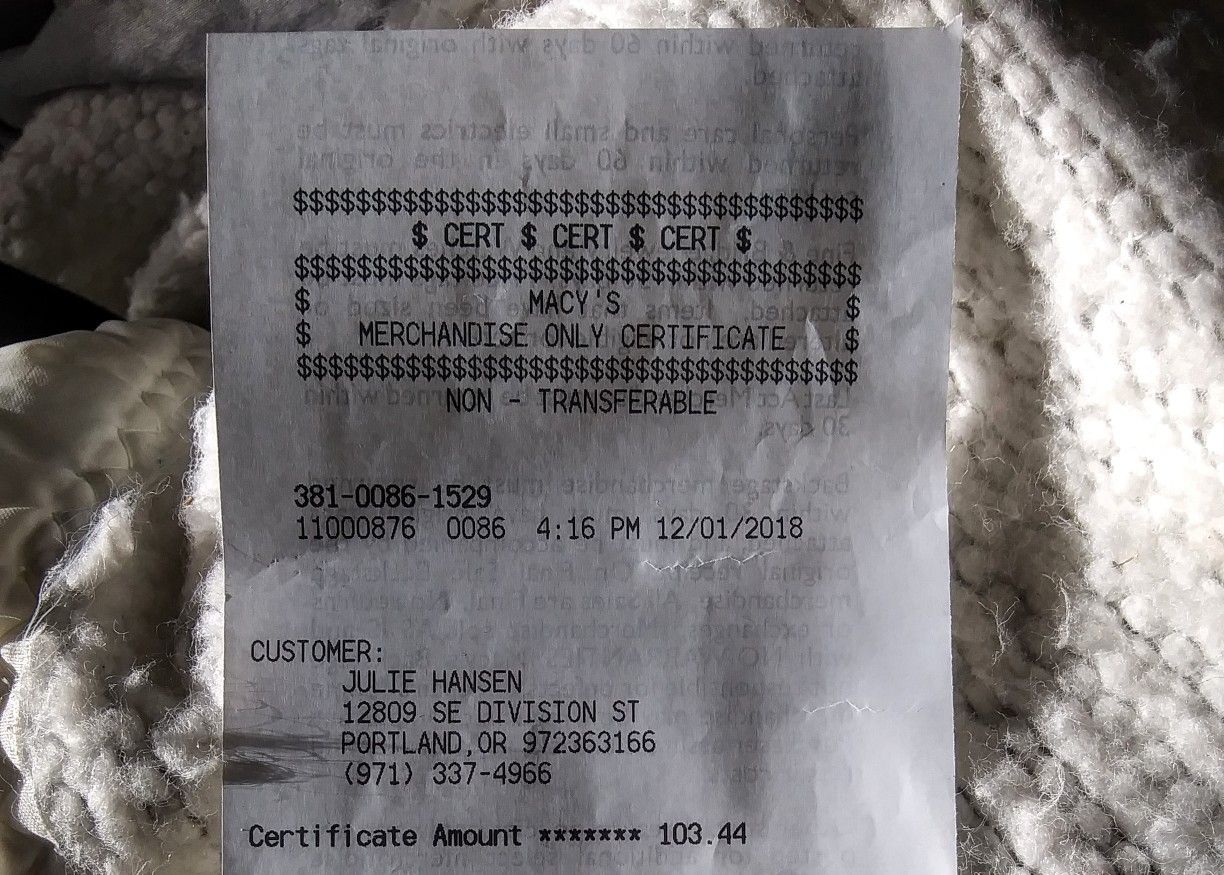 $$$$$$$$$$$$$$$$$$$$$$$$$$$$$$$$$$$$$
$ CERT $ CERT $ CERT $
$$$$$$$$$$$$$$$$$$$$$$$$$$$$$$$$$$$$$
$ MACY'S $
$ MERCHANDISE ONLY CERTIFICATE $
$$$$$$$$$$$$$$$$$$$$$$$$$$$$$$$$$$$$$
NON - TRANSFERABLE
381-0086-1529
11000876 0086 4:16 PM 12/01/2018
CUSTOMER:
JULIE HANSEN
12809 SE DIVISION ST
PORTLAND,OR 972363166
(971) 337-4966
Certificate Amount ******* 103.44